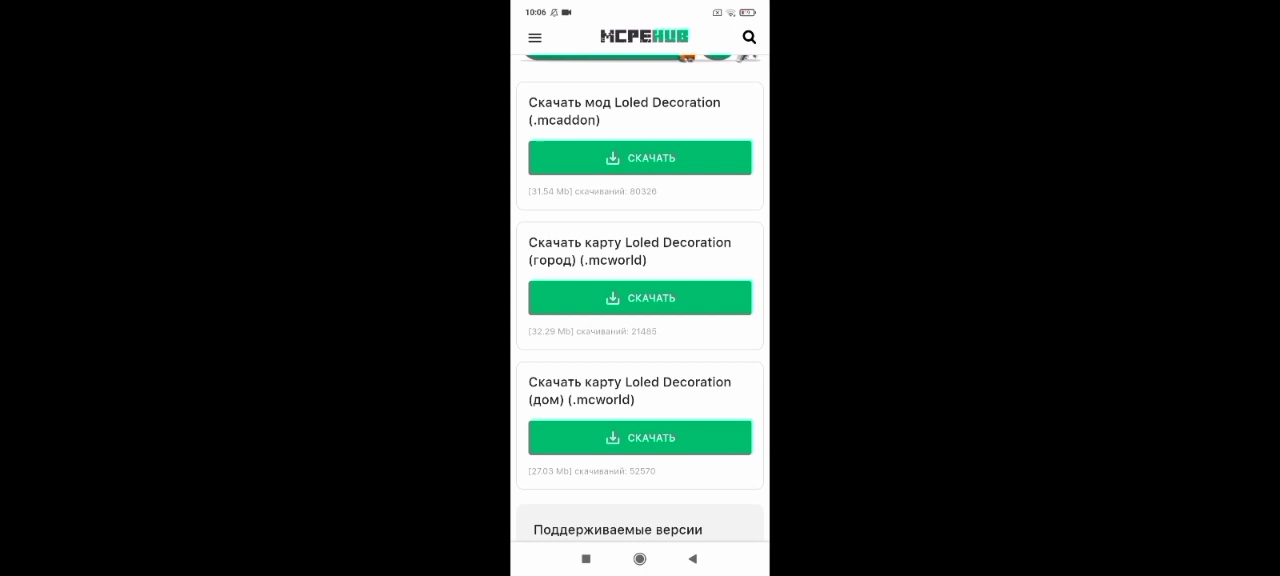 10:06
MCPEHUB
Скачать мод Loled Decoration
(.mcaddon)
СКАЧАТЬ
[31.54 Mb] скачиваний: 80326
Скачать карту Loled Decoration
(город) (.mcworld)
СКАЧАТЬ
[32.29 Mb] скачиваний: 21485
Скачать карту Loled Decoration
(дом) (.mcworld)
СКАЧАТЬ
[27.03 Mb] скачиваний: 52570
Поддерживаемые версии